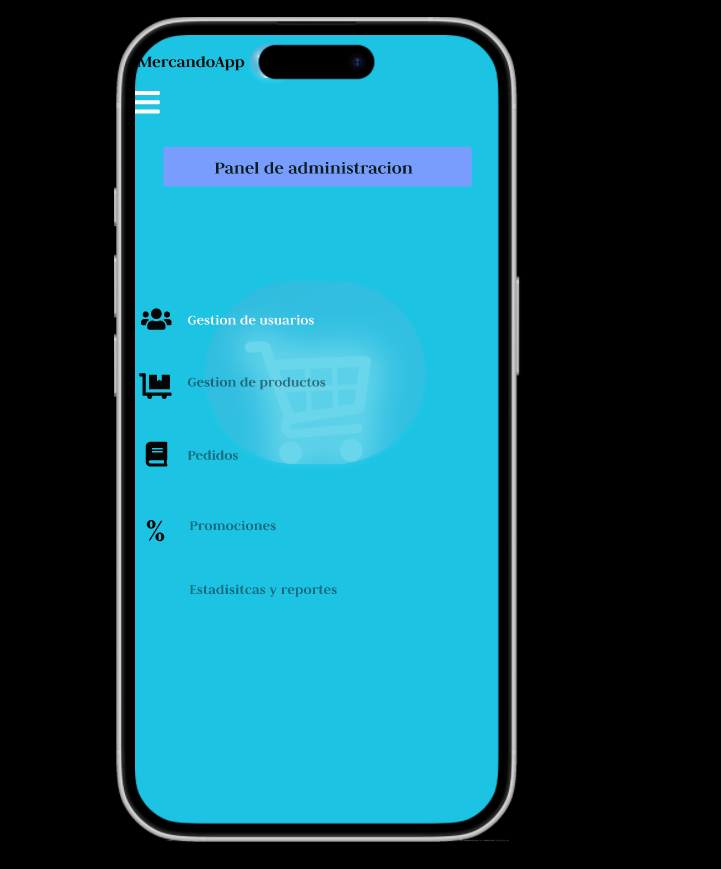 MercandoApp
Panel de administracion
Gestion de usuarios
Gestion de productos
Pedidos
% Promociones
Estadisitcas y reportes